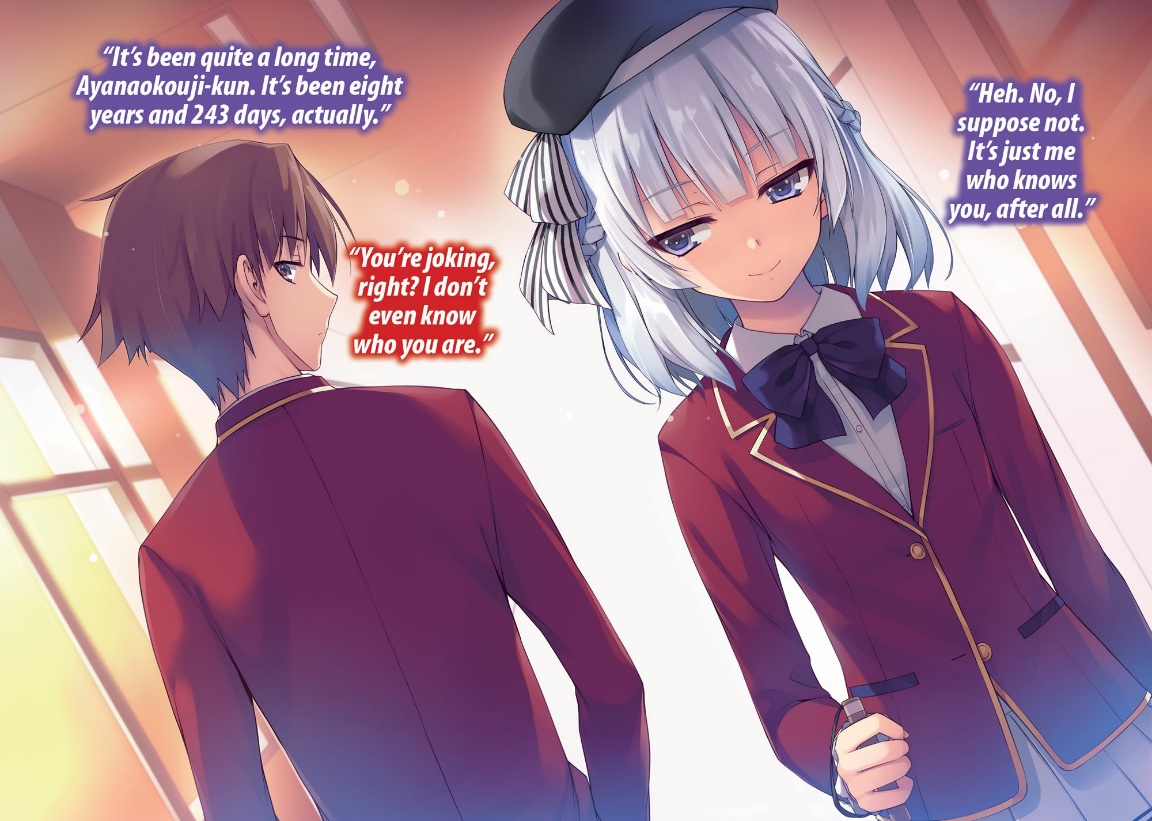 “It’s been quite a long time,
Ayanaokouji-kun. It’s been eight
years and 243 days, actually.”
“You’re joking,
right? I don’t
even know
who you are.”
“Heh. No, I
suppose not.
It’s just me
who knows
you, after all.”